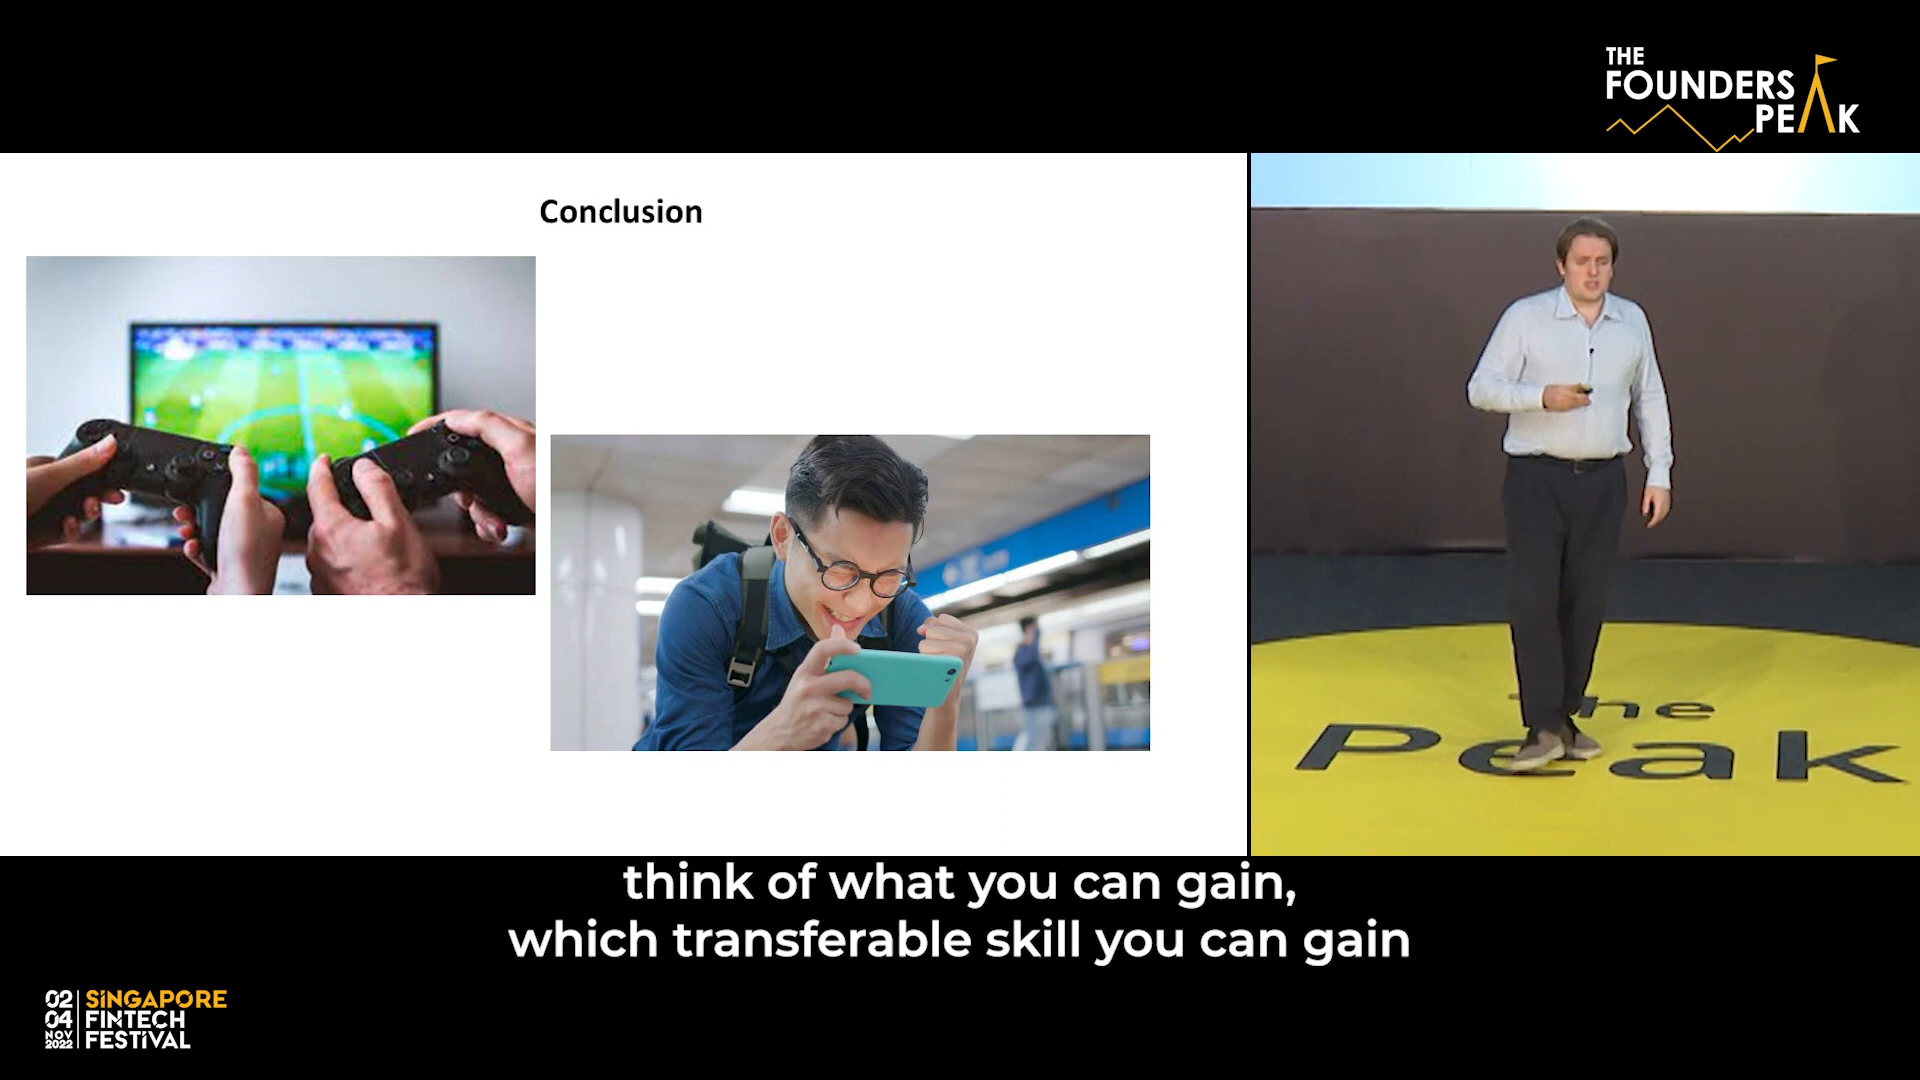 THE
FOUNDERS
PEAK
Conclusion
The
Peak
think of what you can gain,
which transferable skill you can gain
02
04
NOV
2022
SINGAPORE
FINTECH
FESTIVAL